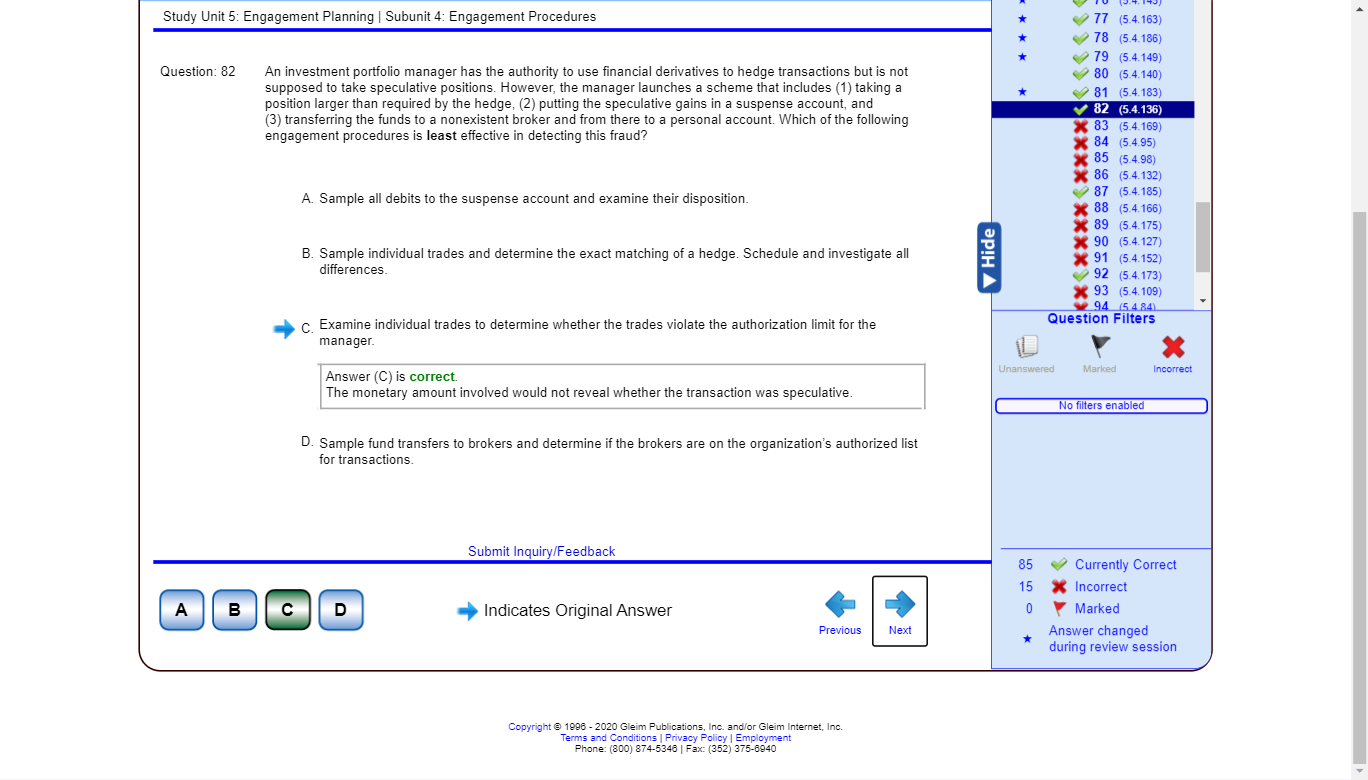 Study Unit 5: Engagement Planning | Subunit 4: Engagement Procedures
Question: 82
An investment portfolio manager has the authority to use financial derivatives to hedge transactions but is not
supposed to take speculative positions. However, the manager launches a scheme that includes (1) taking a
position larger than required by the hedge, (2) putting the speculative gains in a suspense account, and
(3) transferring the funds to a nonexistent broker and from there to a personal account. Which of the following
engagement procedures is least effective in detecting this fraud?
A. Sample all debits to the suspense account and examine their disposition.
B. Sample individual trades and determine the exact matching of a hedge. Schedule and investigate all
differences.
C. Examine individual trades to determine whether the trades violate the authorization limit for the
manager.
Answer (C) is correct.
The monetary amount involved would not reveal whether the transaction was speculative.
D. Sample fund transfers to brokers and determine if the brokers are on the organization's authorized list
for transactions.
Submit Inquiry/Feedback
A B C D
Indicates Original Answer
Previous
Next
77 (5.4.163)
78 (5.4.186)
79 (5.4.149)
80 (5.4.140)
81 (5.4.183)
82 (5.4.136)
83 (5.4.169)
84 (5.4.95)
85 (5.4.98)
86 (5.4.132)
87 (5.4.185)
88 (5.4.166)
89 (5.4.175)
90 (5.4.127)
91 (5.4.152)
92 (5.4.173)
93 (5.4.109)
94 (5.4.84)
Hide
Question Filters
Unanswered Marked Incorrect
No filters enabled
85 Currently Correct
15 Incorrect
0 Marked
Answer changed
during review session
Copyright © 1996 - 2020 Gleim Publications, Inc. and/or Gleim Internet, Inc.
Terms and Conditions | Privacy Policy | Employment
Phone: (800) 874-5346 | Fax: (352) 375-6940